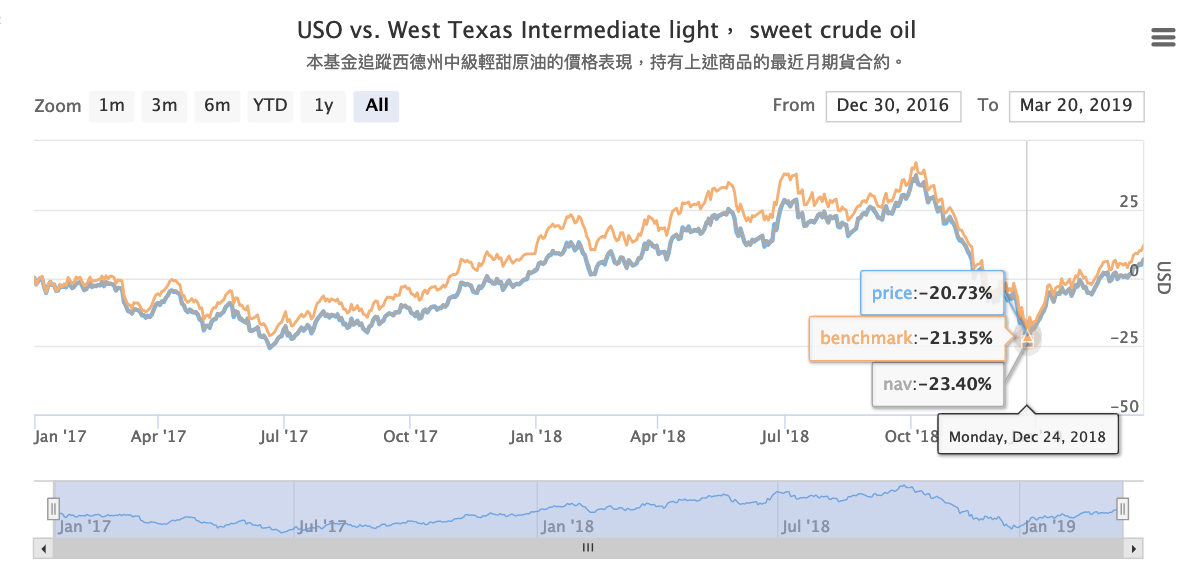 USO vs. West Texas Intermediate light, sweet crude oil
本基金追蹤西德州中級輕甜原油的價格表現，持有上述商品的最近月期貨合約。
Zoom 1m 3m 6m YTD 1y All From Dec 30, 2016 To Mar 20, 2019
25
0
USD
price:-20.73%
benchmark:-21.35%
-25
nav:-23.40%
-50
Jan '17 Apr '17 Jul '17 Oct '17 Jan '18 Apr '18 Jul '18 Oct '18
Monday, Dec 24, 2018
Jan '17 Jul '17 Jan '18 Jul '18 Jan '19